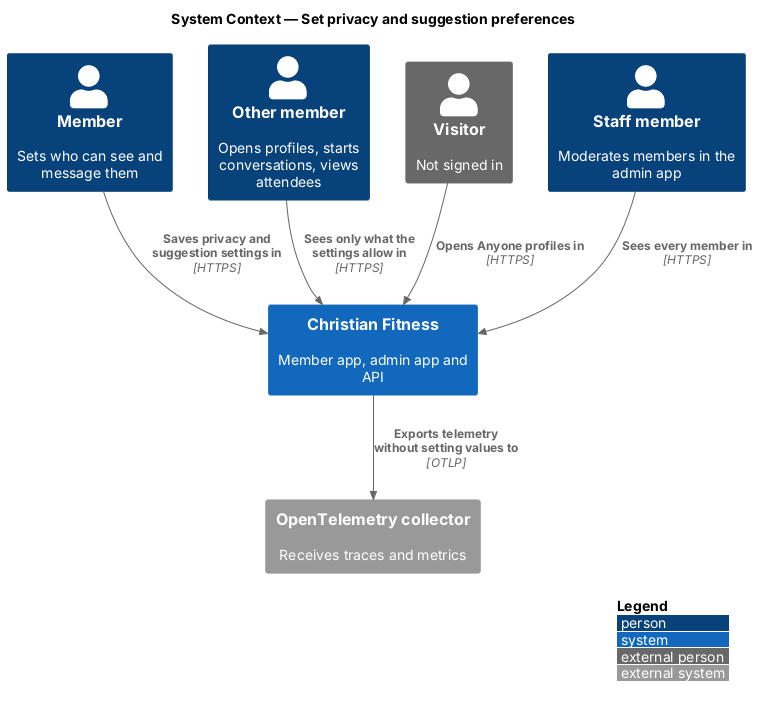 System Context — Set privacy and suggestion preferences
Member
Sets who can see and
message them
Other member
Opens profiles, starts
conversations, views
attendees
Visitor
Not signed in
Staff member
Moderates members in the
admin app
Saves privacy and
suggestion settings in
[HTTPS]
Sees only what the
settings allow in
[HTTPS]
Opens Anyone profiles in
[HTTPS]
Sees every member in
[HTTPS]
Christian Fitness
Member app, admin app and
API
Exports telemetry
without setting values to
[OTLP]
OpenTelemetry collector
Receives traces and metrics
Legend
person
system
external person
external system